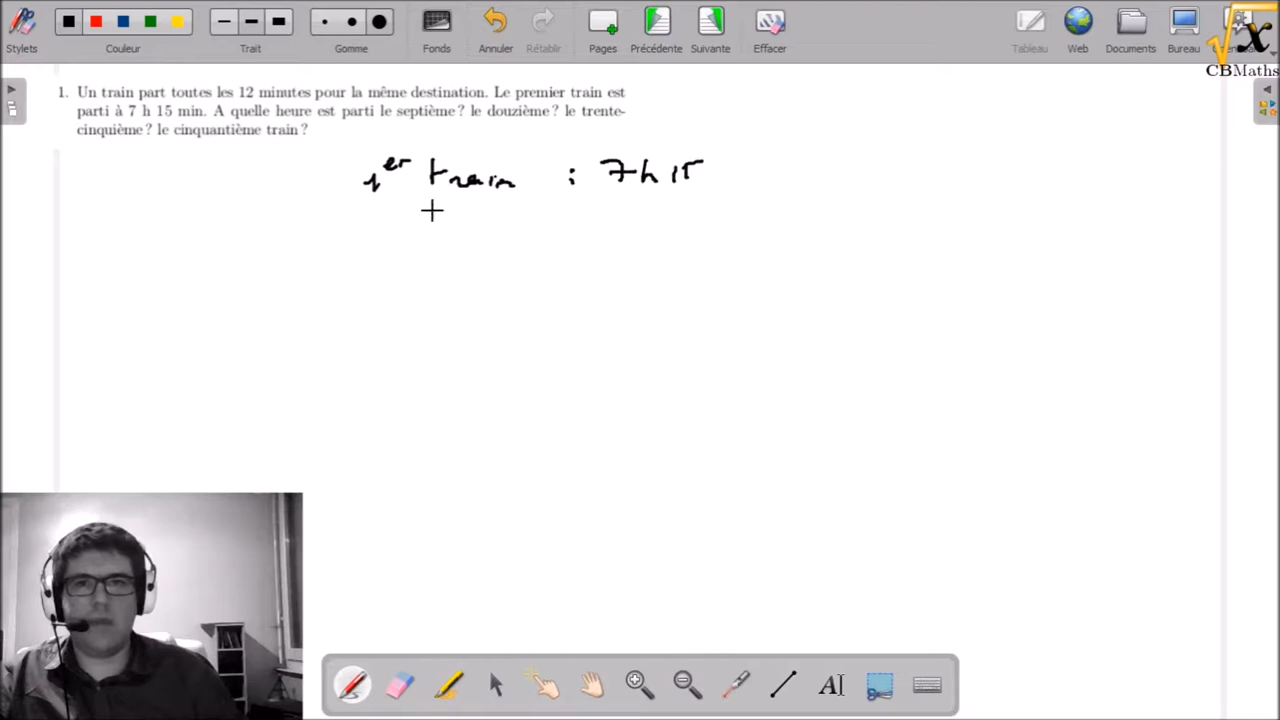 Stylets Couleur Trait Gomme Fonds Annuler Rétablir Pages Précédente Suivante Effacer Tableau Web Documents Bureau
CBMaths
1. Un train part toutes les 12 minutes pour la même destination. Le premier train est
parti à 7 h 15 min. A quelle heure est parti le septième ? le douzième ? le trente-
cinquième ? le cinquantième train ?
1er train : 7h15